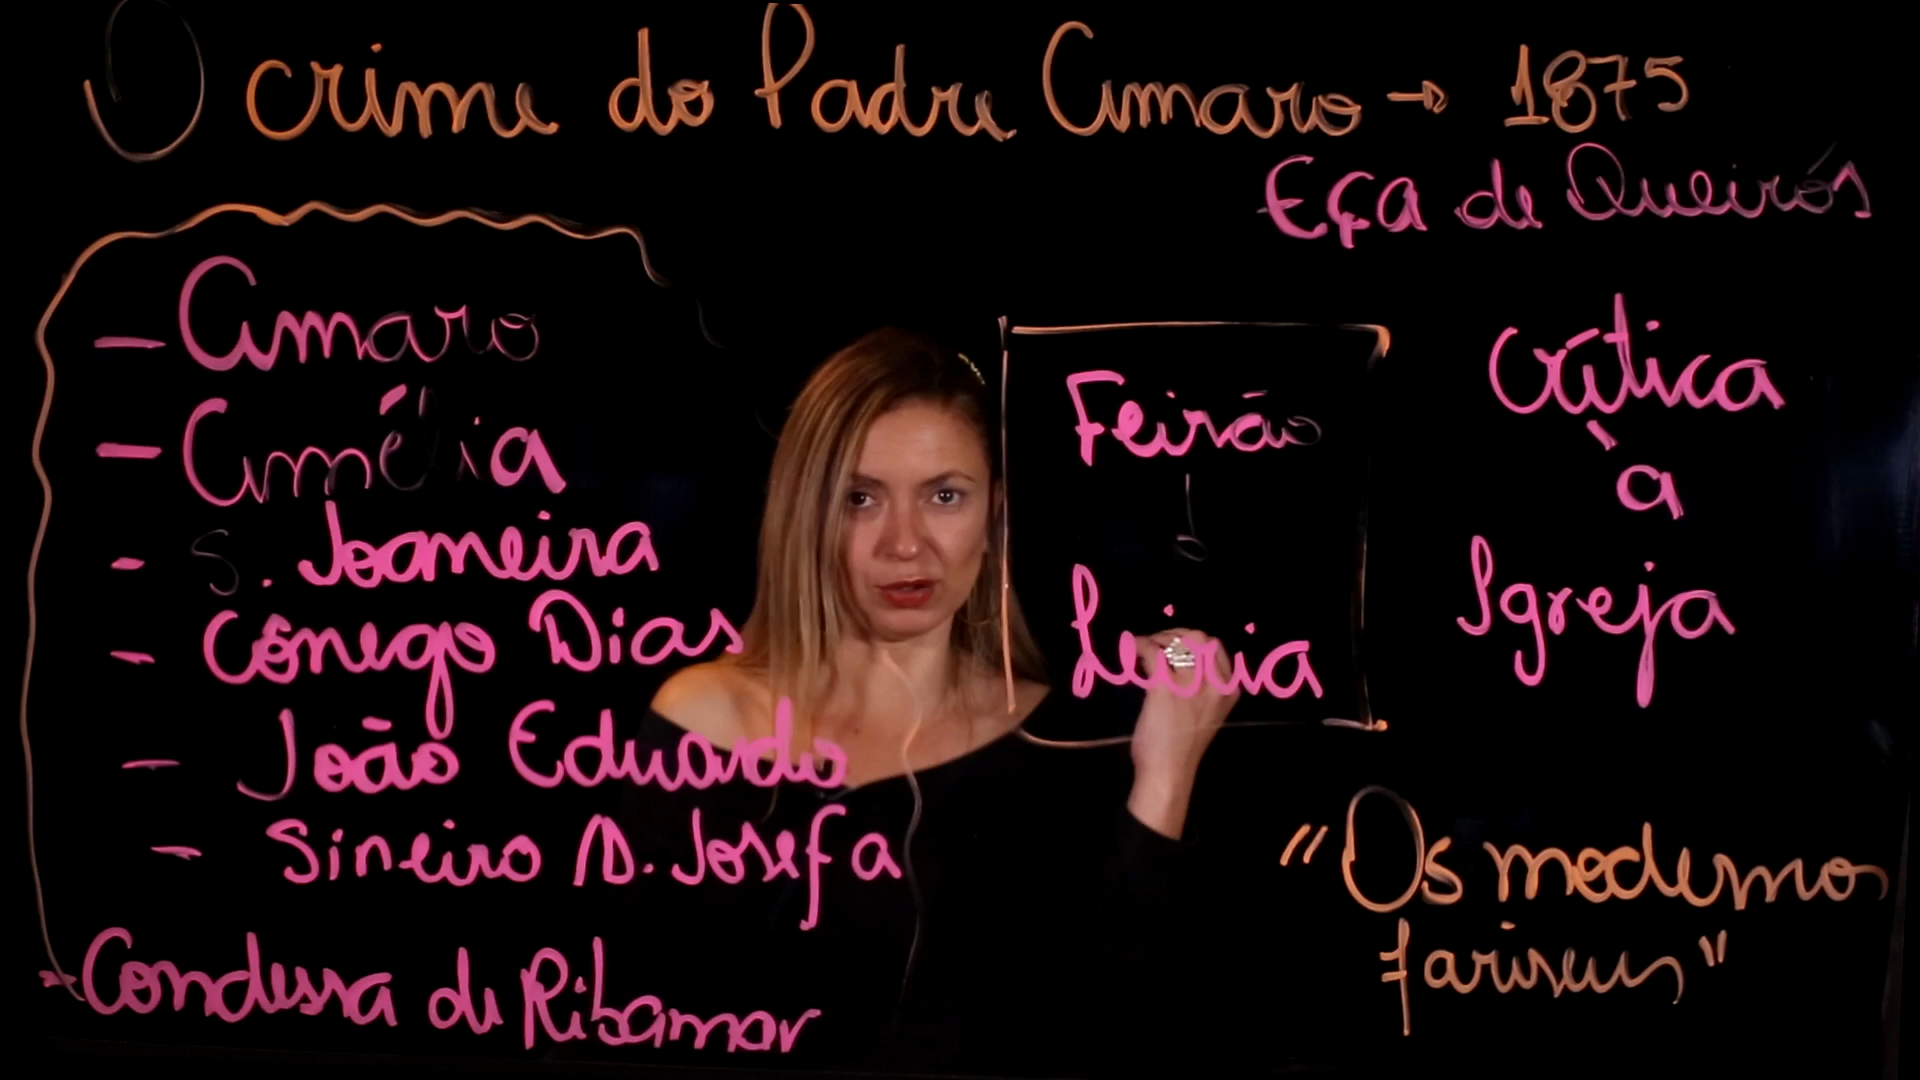 O crime do Padre Amaro → 1875
Eça de Queirós
- Amaro
- Amélia
- S. Joaneira
- Cônego Dias
- João Eduardo
- Sineiro D. Josefa
- Condessa de Ribamar
Feirão
↓
Leiria
Crítica
à
Igreja
"Os modernos
fariseus"